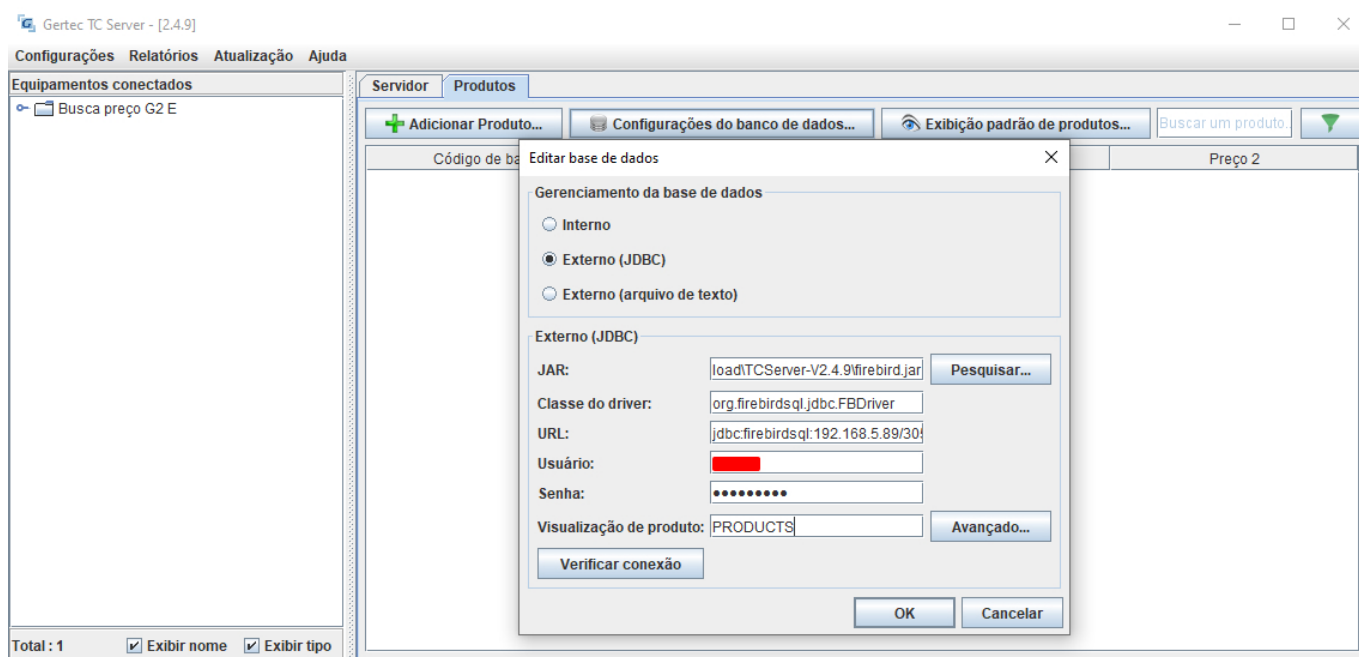 Gertec TC Server - [2.4.9]
Configurações Relatórios Atualização Ajuda
Equipamentos conectados
Busca preço G2 E
Servidor Produtos
Adicionar Produto... Configurações do banco de dados... Exibição padrão de produtos... Buscar um produto.
Código de ba Preço 2
Editar base de dados
Gerenciamento da base de dados
Interno
Externo (JDBC)
Externo (arquivo de texto)
Externo (JDBC)
JAR: load\TCServer-V2.4.9\firebird.jar Pesquisar...
Classe do driver: org.firebirdsql.jdbc.FBDriver
URL: jdbc:firebirdsql:192.168.5.89/305
Usuário:
Senha: •••••••••
Visualização de produto: PRODUCTS Avançado...
Verificar conexão
OK Cancelar
Total : 1 Exibir nome Exibir tipo